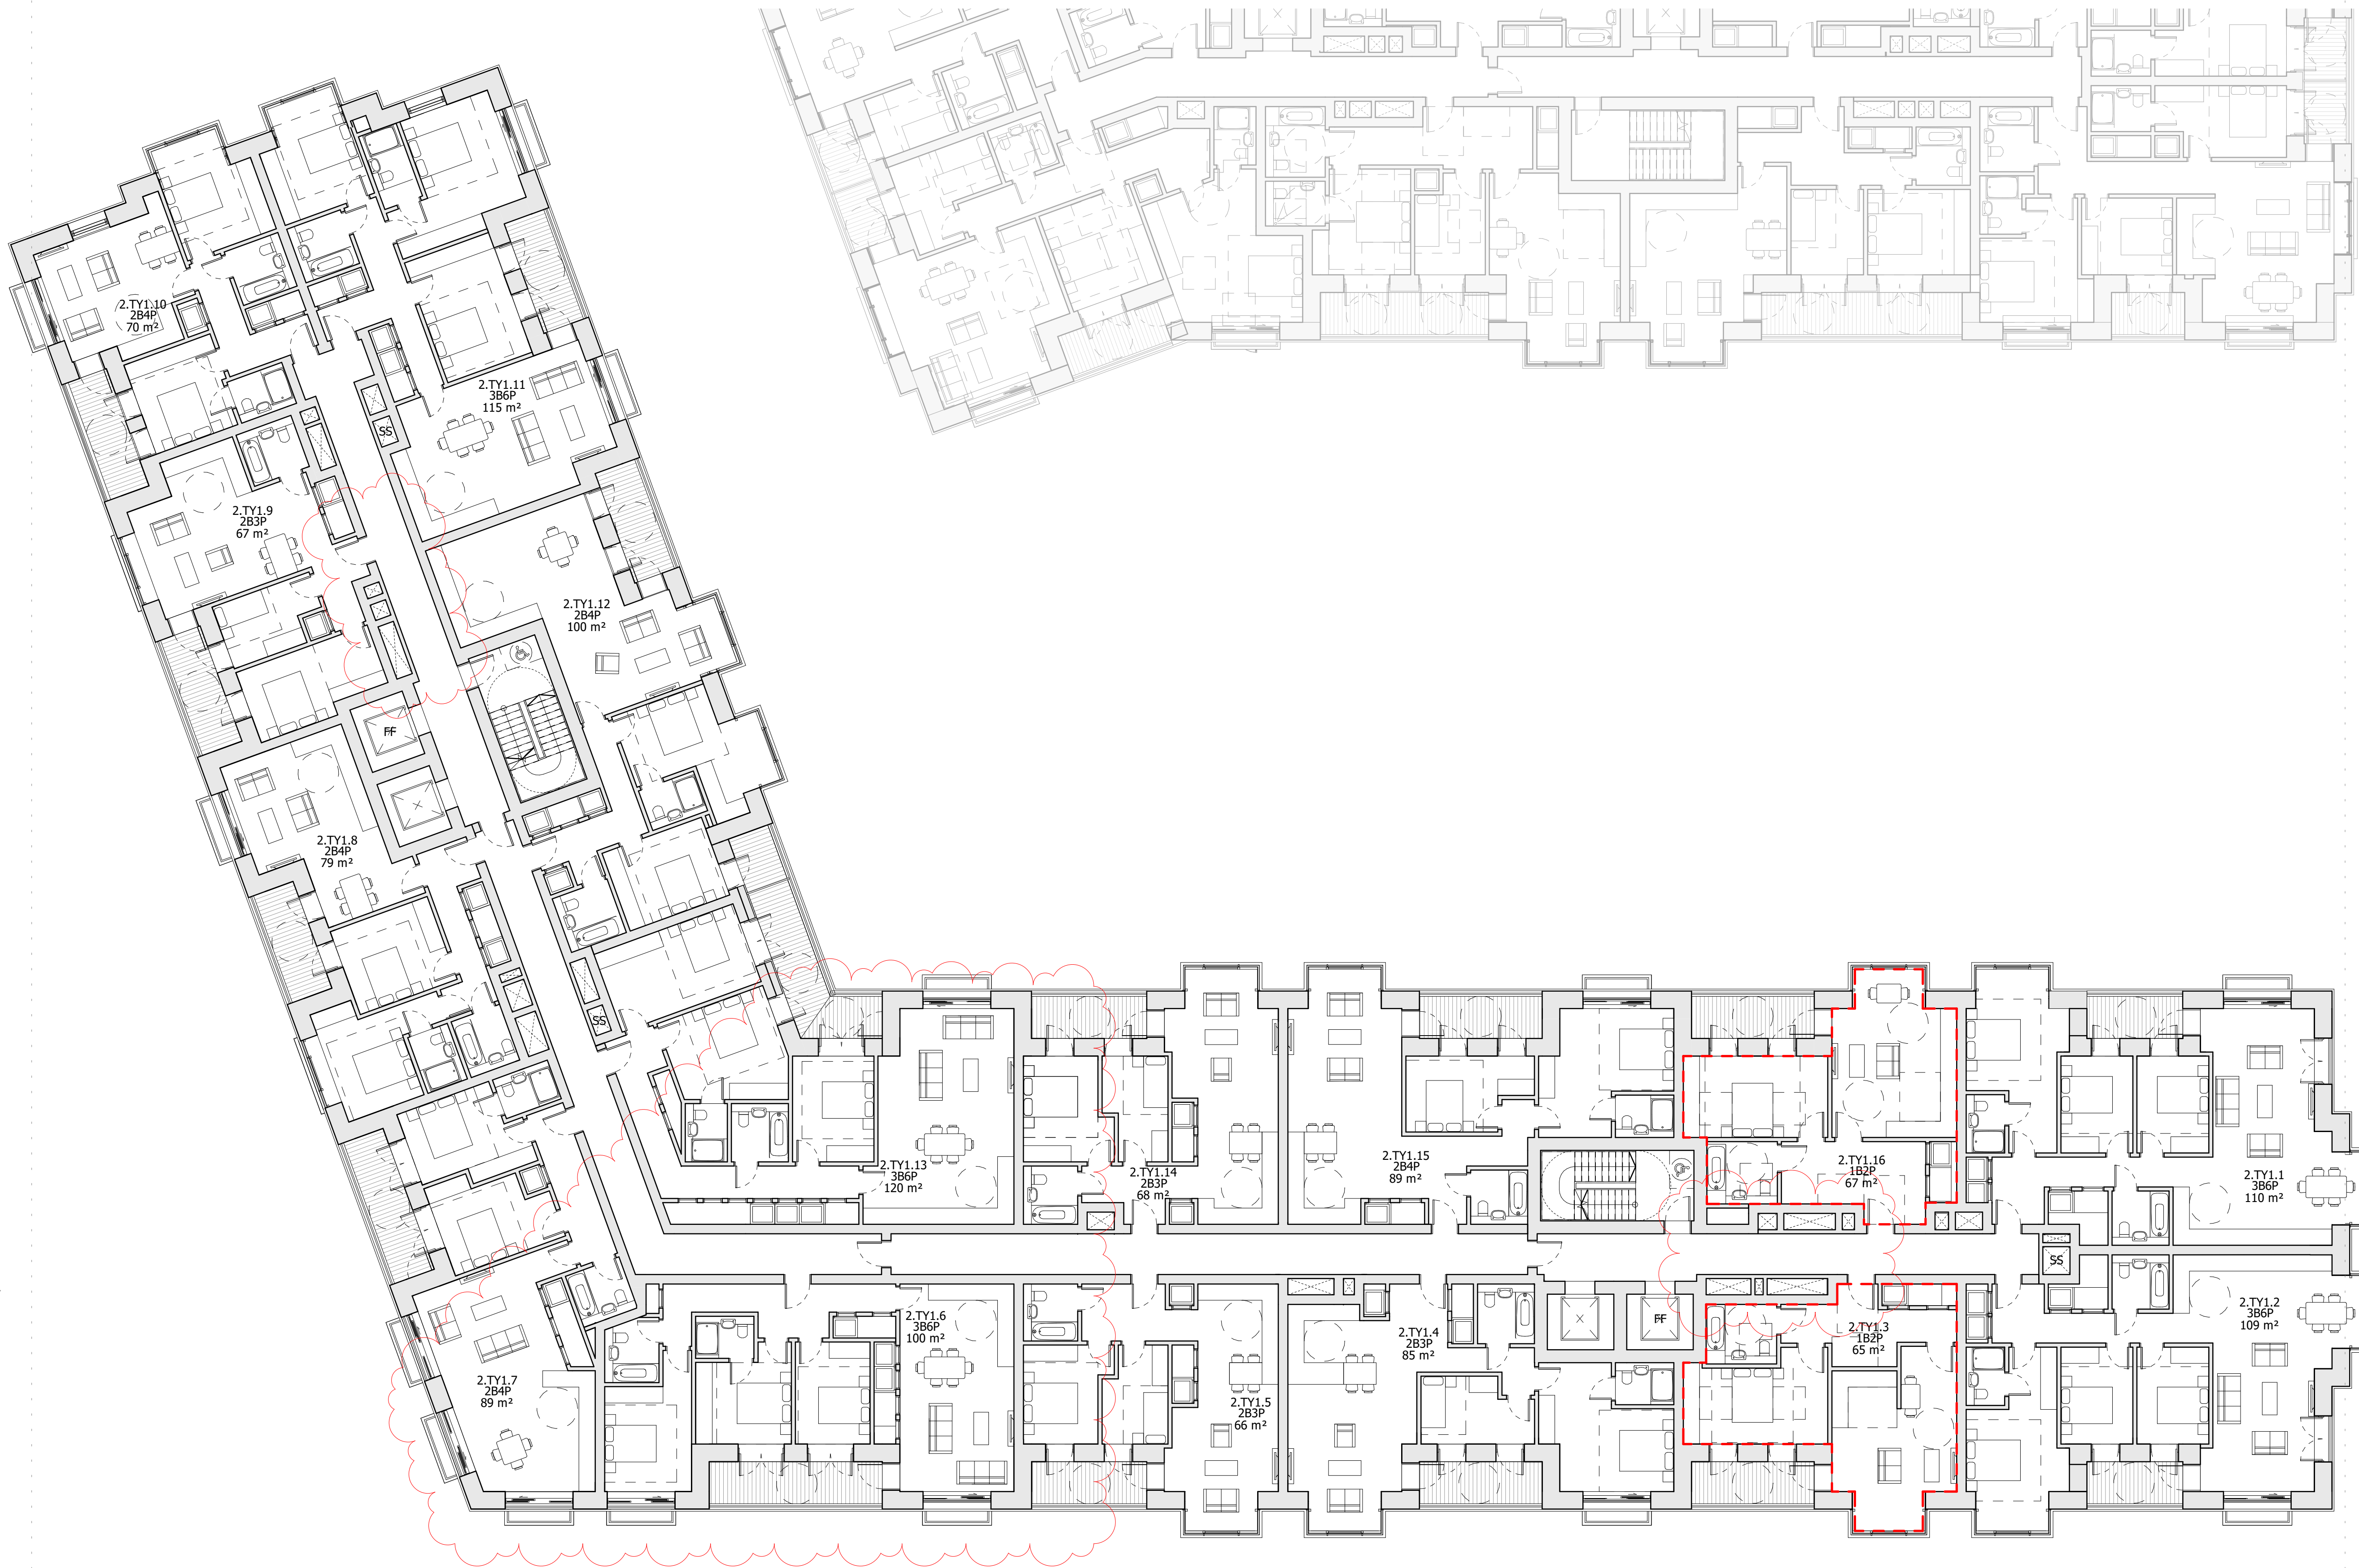 2.TY1.10
2B4P
70 m²
2.TY1.11
3B6P
115 m²
SS
2.TY1.9
2B3P
67 m²
2.TY1.12
2B4P
100 m²
FF
2.TY1.8
2B4P
79 m²
SS
2.TY1.13
3B6P
120 m²
2.TY1.14
2B3P
68 m²
2.TY1.15
2B4P
89 m²
2.TY1.16
1B2P
67 m²
2.TY1.1
3B6P
110 m²
SS
2.TY1.7
2B4P
89 m²
2.TY1.6
3B6P
100 m²
2.TY1.5
2B3P
66 m²
2.TY1.4
2B3P
85 m²
FF
2.TY1.3
1B2P
65 m²
2.TY1.2
3B6P
109 m²